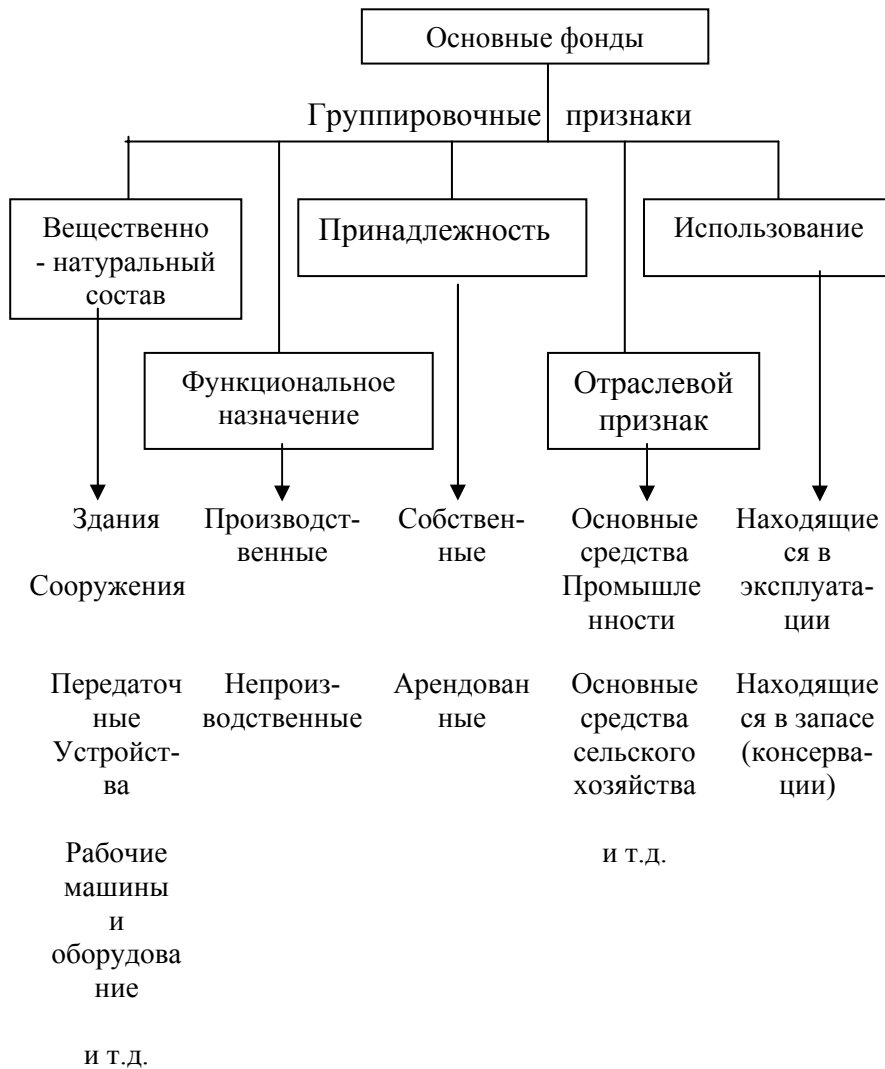 Основные фонды
Группировочные признаки
Вещественно
- натуральный
состав
Принадлежность
Использование
Функциональное
назначение
Отраслевой
признак
Здания
Сооружения
Передаточ
ные
Устройст-
ва
Рабочие
машины
и
оборудова
ние
и т.д.
Производст-
венные
Непроиз-
водственные
Собствен-
ные
Арендован
ные
Основные
средства
Промышле
нности
Основные
средства
сельского
хозяйства
и т.д.
Находящие
ся в
эксплуата-
ции
Находящие
ся в запасе
(консерва-
ции)